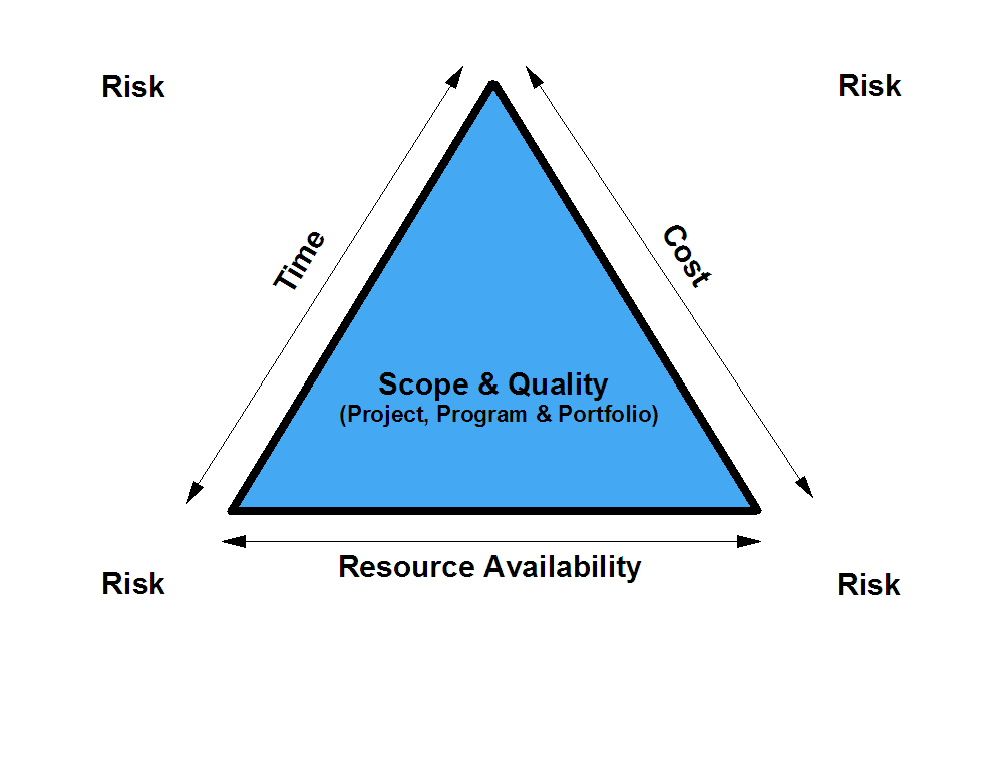 Risk
Risk
Time
Cost
Scope & Quality
(Project, Program & Portfolio)
Resource Availability
Risk
Risk